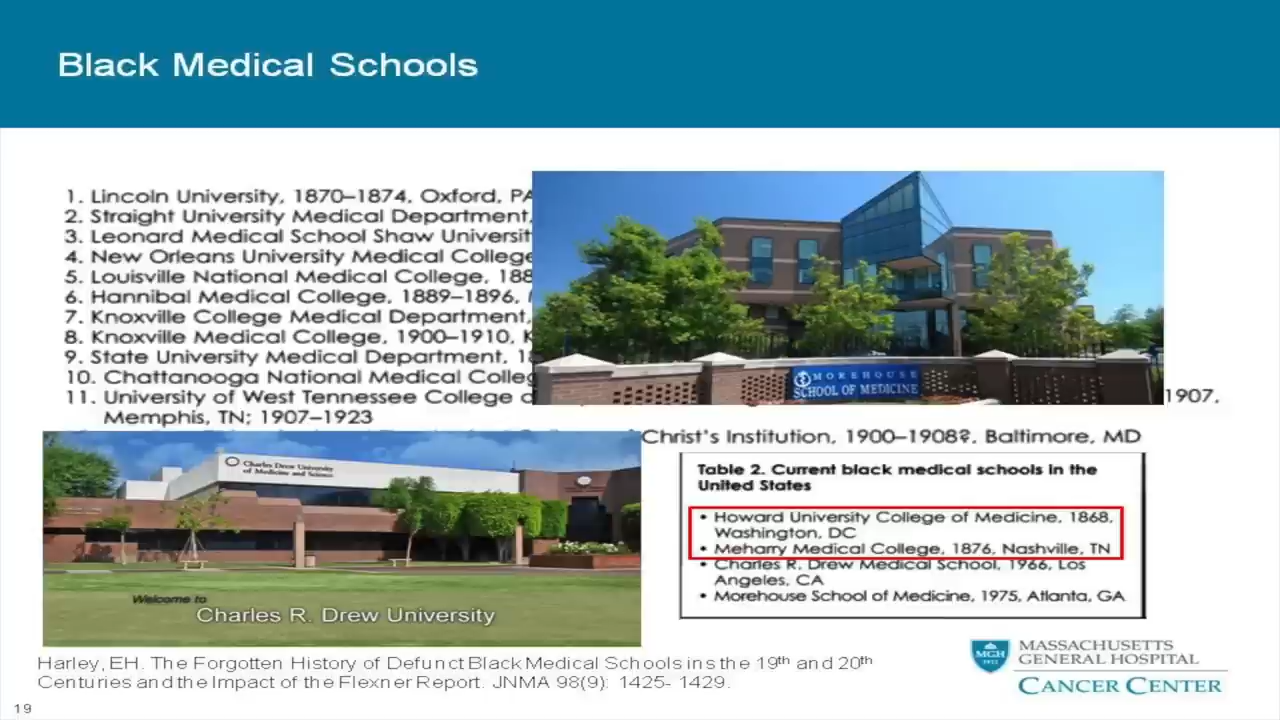 Black Medical Schools
1. Lincoln University, 1870–1874, Oxford, PA
2. Straight University Medical Department,
3. Leonard Medical School Shaw Universit
4. New Orleans University Medical College
5. Louisville National Medical College, 188
6. Hannibal Medical College, 1889–1896,
7. Knoxville College Medical Department,
8. Knoxville Medical College, 1900–1910, K
9. State University Medical Department, 18
10. Chattanooga National Medical Colleg
11. University of West Tennessee College o 1907,
Memphis, TN; 1907–1923
Christ's Institution, 1900–1908?, Baltimore, MD
MOREHOUSE
SCHOOL OF MEDICINE
Charles Drew University
of Medicine and Science
Welcome to
Charles R. Drew University
Table 2. Current black medical schools in the
United States
• Howard University College of Medicine, 1868,
Washington, DC
• Meharry Medical College, 1876, Nashville, TN
• Charles R. Drew Medical School, 1966, Los
Angeles, CA
• Morehouse School of Medicine, 1975, Atlanta, GA
Harley, EH. The Forgotten History of Defunct Black Medical Schools ins the 19th and 20th
Centuries and the Impact of the Flexner Report. JNMA 98(9): 1425- 1429.
MGH
1811
MASSACHUSETTS
GENERAL HOSPITAL
CANCER CENTER
19